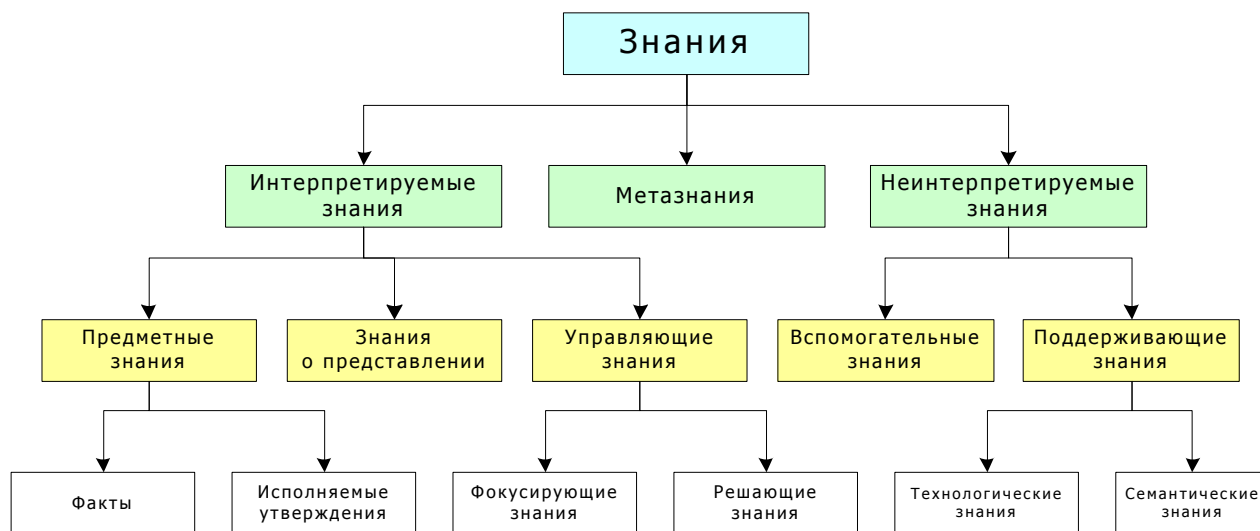 Знания
Интерпретируемые
знания
Метазнания
Неинтерпретируемые
знания
Предметные
знания
Знания
о представлении
Управляющие
знания
Вспомогательные
знания
Поддерживающие
знания
Факты
Исполняемые
утверждения
Фокусирующие
знания
Решающие
знания
Технологические
знания
Семантические
знания